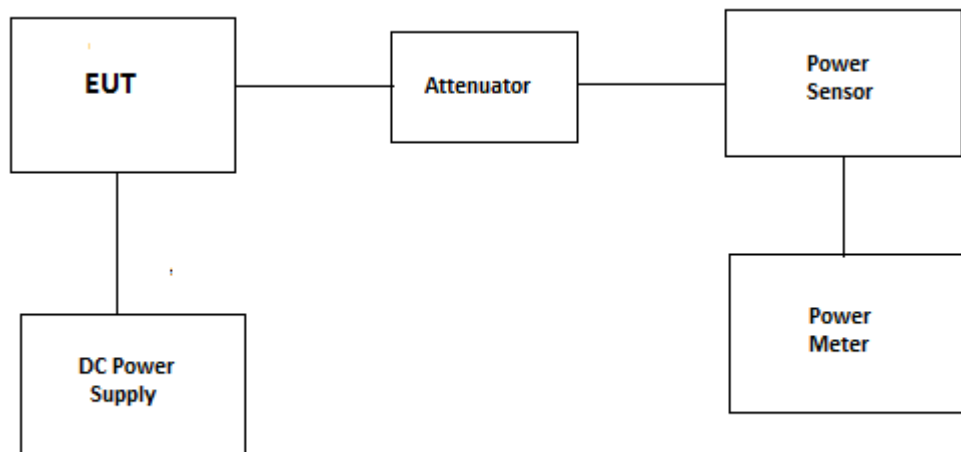 EUT
Attenuator
Power
Sensor
DC Power
Supply
Power
Meter